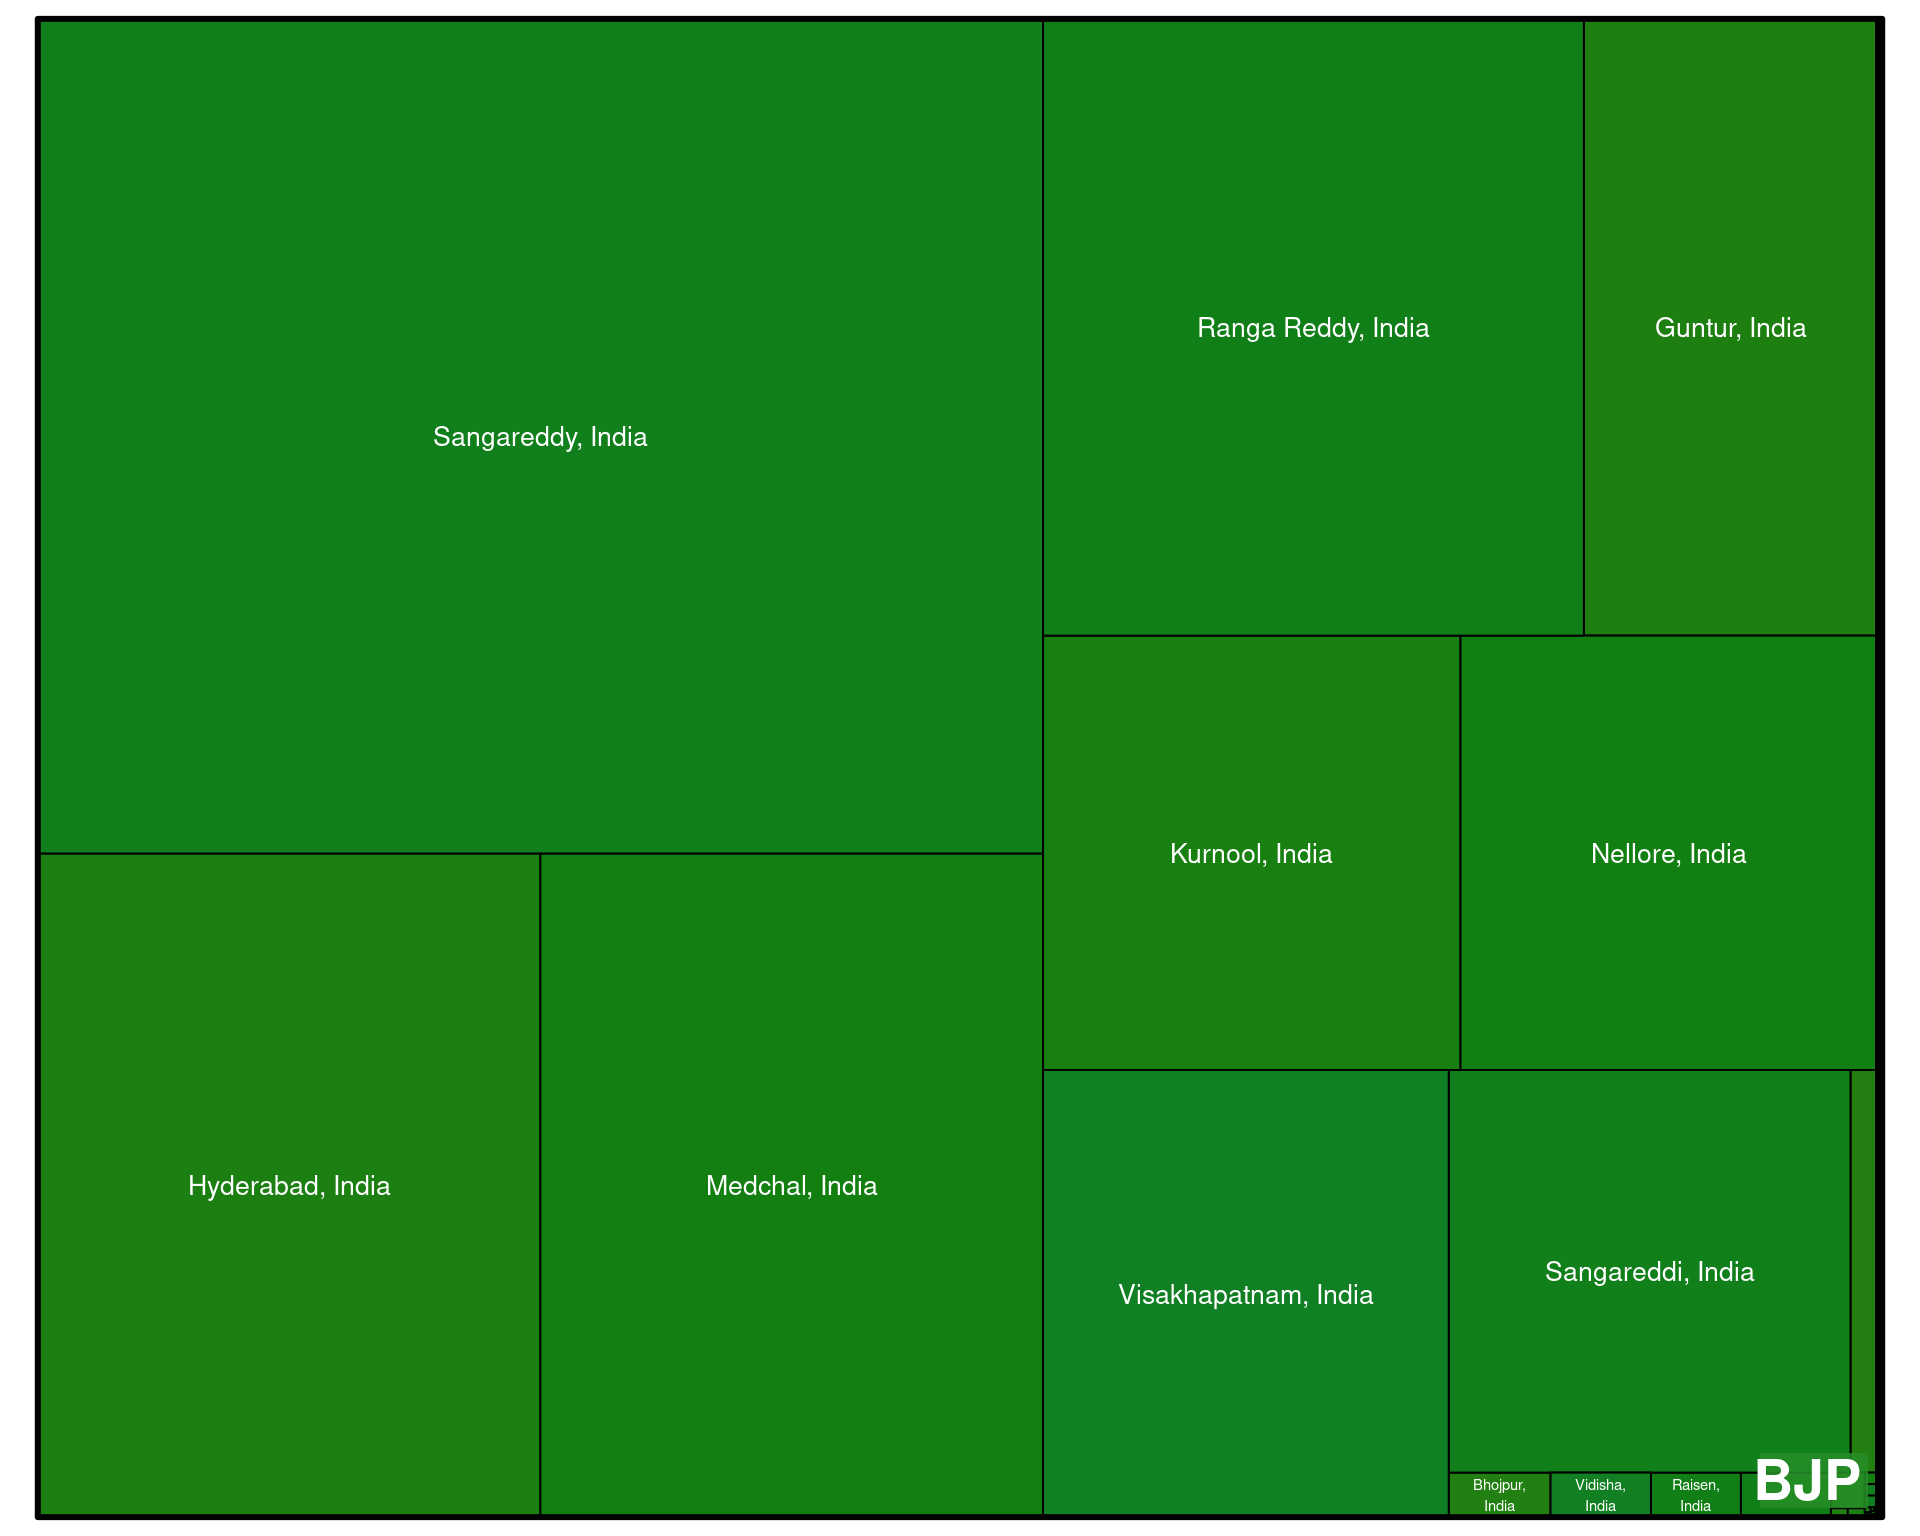 Sangareddy, India
Ranga Reddy, India
Guntur, India
Kurnool, India
Nellore, India
Hyderabad, India
Medchal, India
Visakhapatnam, India
Sangareddi, India
Bhojpur,
India
Vidisha,
India
Raisen,
India
BJP